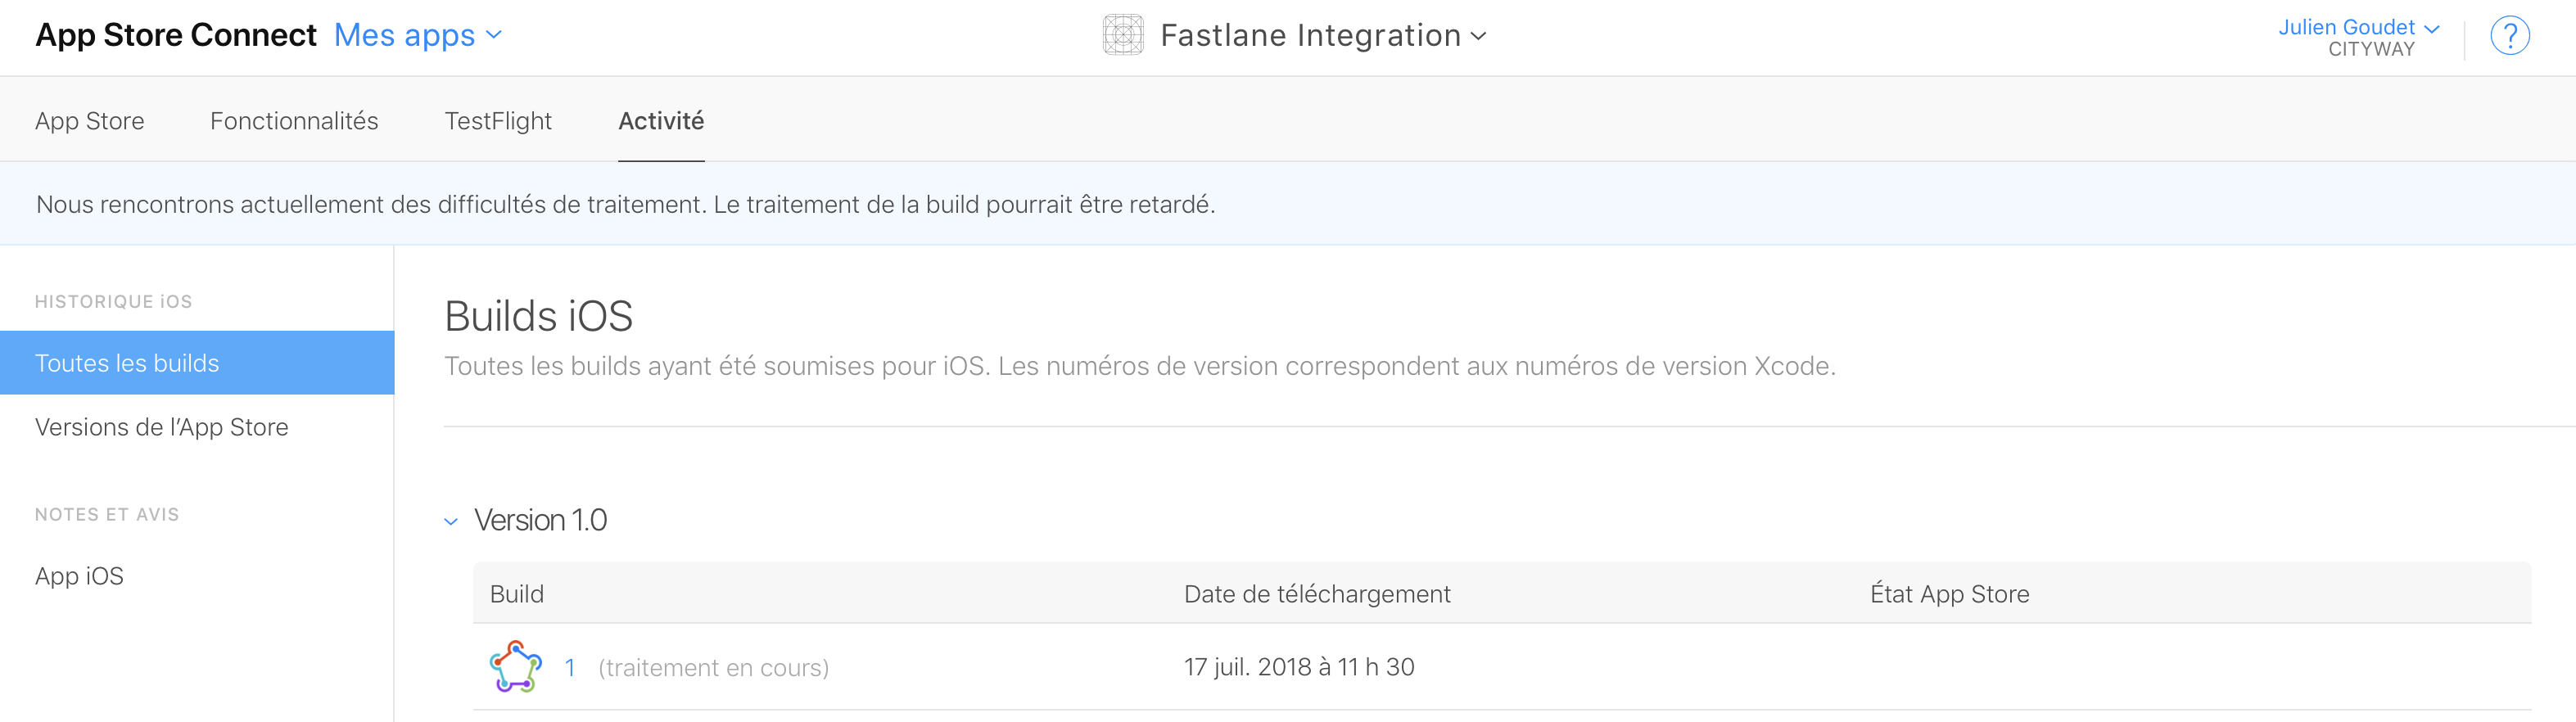 App Store Connect Mes apps
Fastlane Integration
Julien Goudet
CITYWAY
?
App Store Fonctionnalités TestFlight Activité
Nous rencontrons actuellement des difficultés de traitement. Le traitement de la build pourrait être retardé.
HISTORIQUE iOS
Toutes les builds
Versions de l’App Store
NOTES ET AVIS
App iOS
Builds iOS
Toutes les builds ayant été soumises pour iOS. Les numéros de version correspondent aux numéros de version Xcode.
Version 1.0
Build Date de téléchargement État App Store
1 (traitement en cours) 17 juil. 2018 à 11 h 30